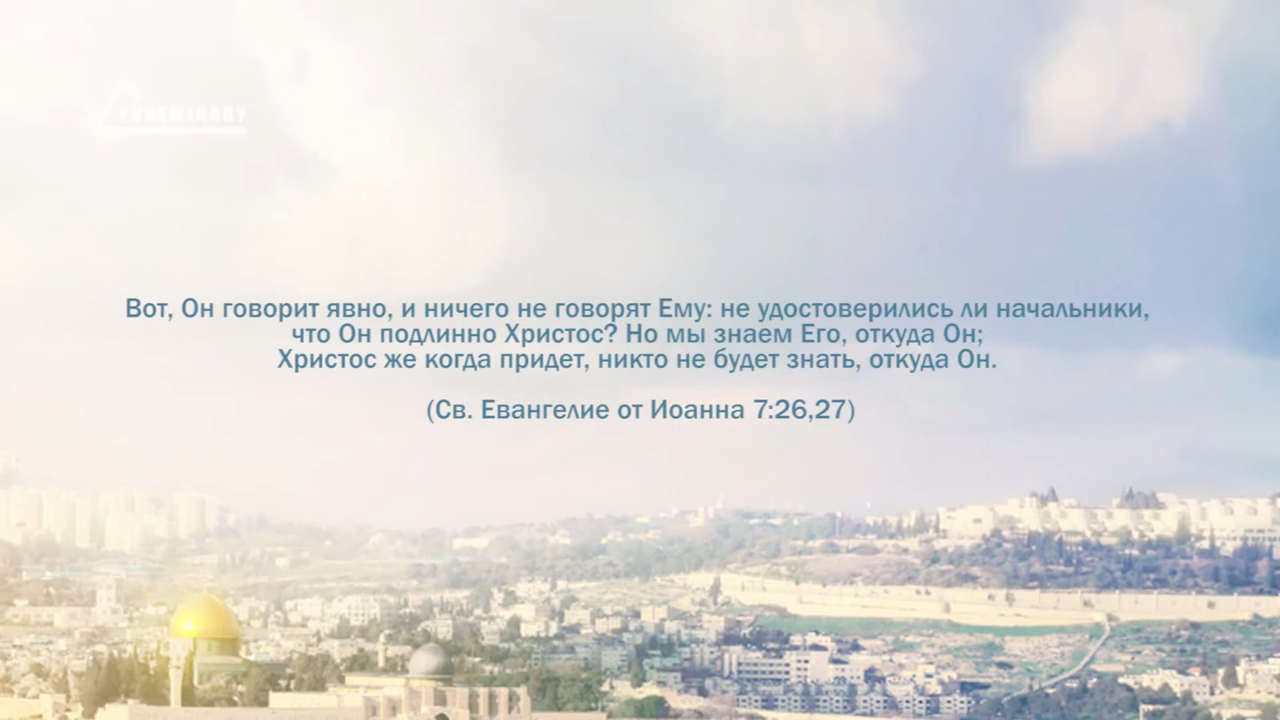 Вот, Он говорит явно, и ничего не говорят Ему: не удостоверились ли начальники,
что Он подлинно Христос? Но мы знаем Его, откуда Он;
Христос же когда придет, никто не будет знать, откуда Он.
(Св. Евангелие от Иоанна 7:26,27)